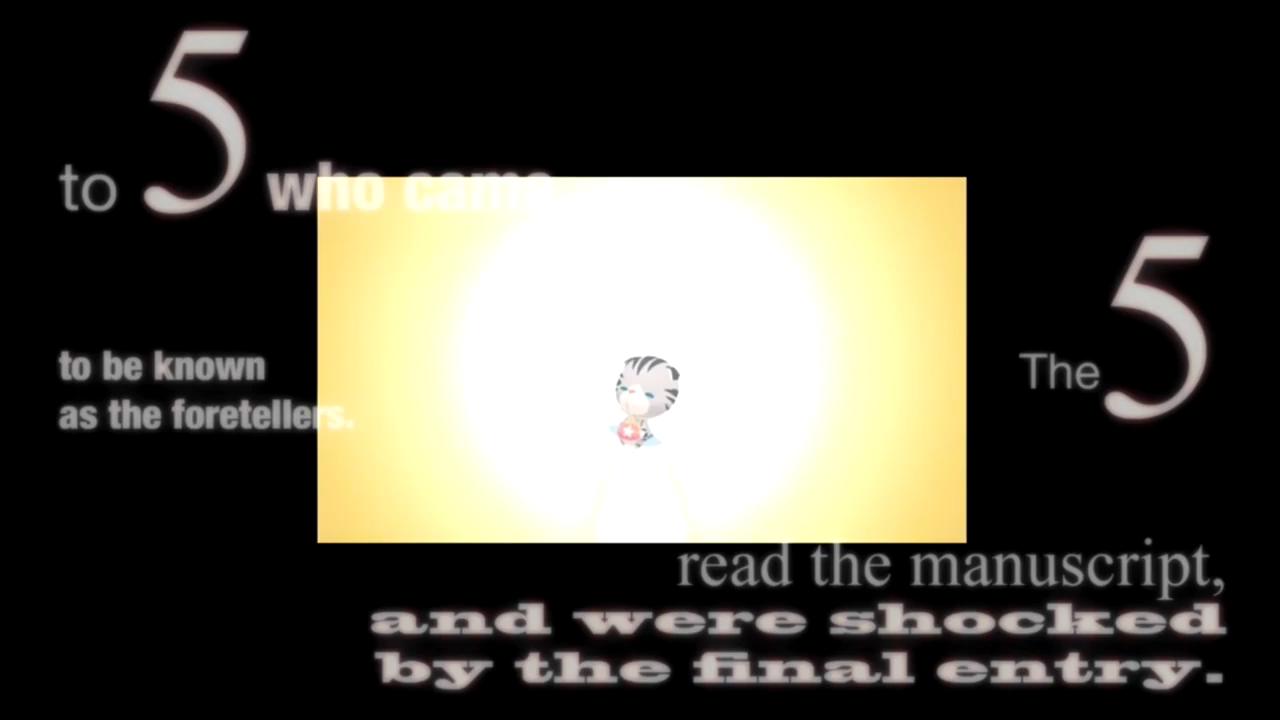 to 5 who came
to be known
as the foretellers.
The 5
read the manuscript,
and were shocked
by the final entry.